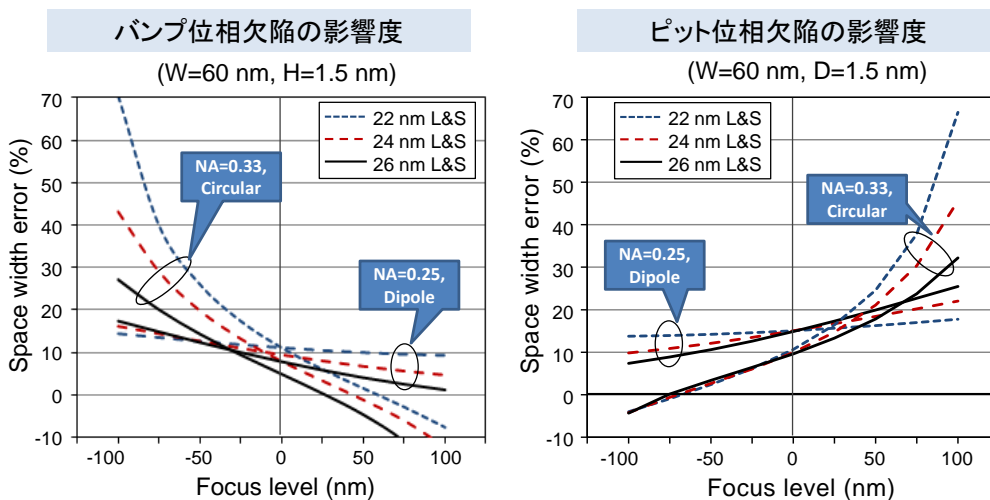 バンプ位相欠陥の影響度
(W=60 nm, H=1.5 nm)
Space width error (%)
70
60
50
40
30
20
10
0
-10
22 nm L&S
24 nm L&S
26 nm L&S
NA=0.33,
Circular
NA=0.25,
Dipole
-100
-50
0
50
100
Focus level (nm)
ピット位相欠陥の影響度
(W=60 nm, D=1.5 nm)
Space width error (%)
70
60
50
40
30
20
10
0
-10
22 nm L&S
24 nm L&S
26 nm L&S
NA=0.33,
Circular
NA=0.25,
Dipole
-100
-50
0
50
100
Focus level (nm)